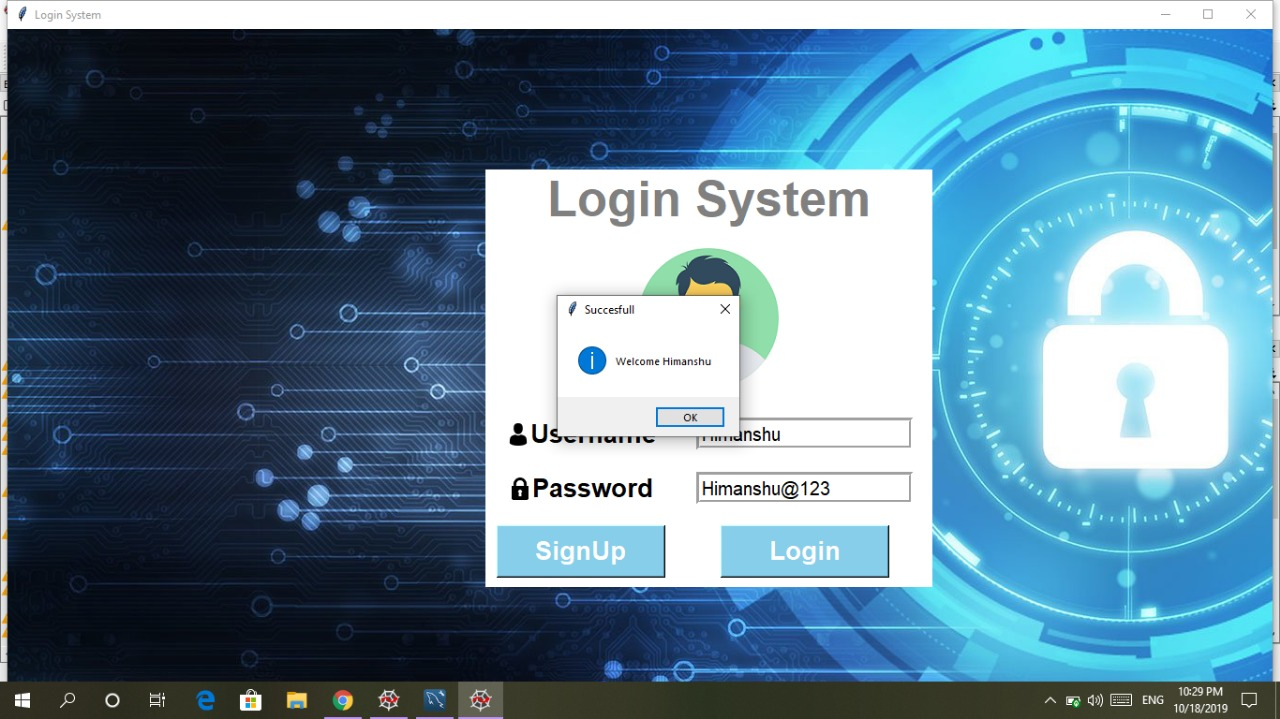 Login System
Login System
Succesfull
Welcome Himanshu
OK
Username
Himanshu
Password
Himanshu@123
SignUp
Login
ENG
10:29 PM
10/18/2019